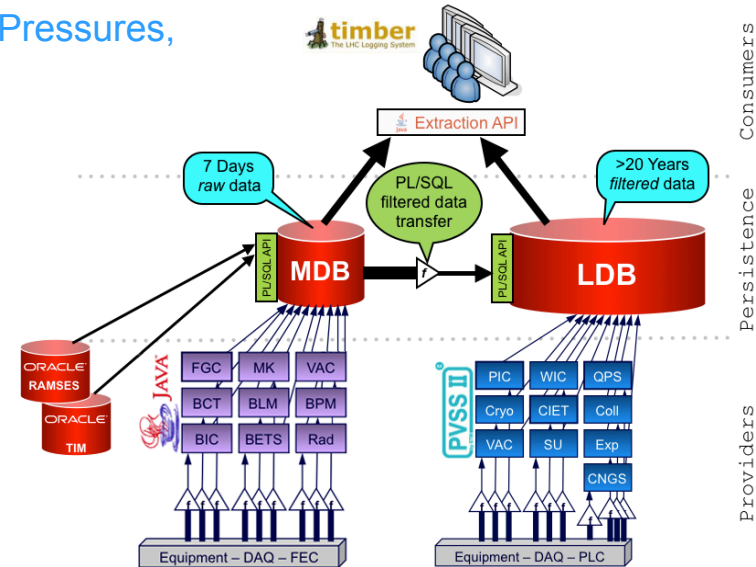 Pressures,
timber
The LHC Logging System
Consumers
Java
Extraction API
7 Days
raw data
PL/SQL
filtered data
transfer
>20 Years
filtered data
Persistence
PL/SQL API
MDB
f
PL/SQL API
LDB
ORACLE
RAMSES
ORACLE
TIM
JAVA
FGC
MK
VAC
BCT
BLM
BPM
BIC
BETS
Rad
f f f f f f f f f
Equipment – DAQ – FEC
PVSS II
PIC
WIC
QPS
Cryo
CIET
Coll
VAC
SU
Exp
CNGS
f f f f f f f f f f
Equipment – DAQ – PLC
Providers